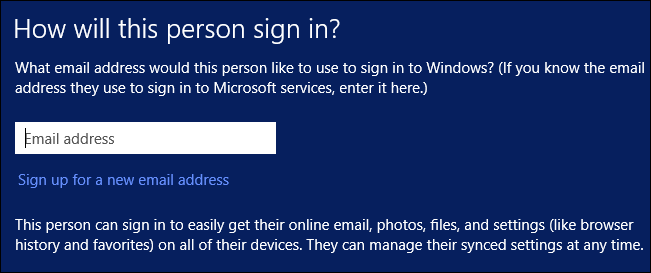 How will this person sign in?
What email address would this person like to use to sign in to Windows? (If you know the email
address they use to sign in to Microsoft services, enter it here.)
Email address
Sign up for a new email address
This person can sign in to easily get their online email, photos, files, and settings (like browser
history and favorites) on all of their devices. They can manage their synced settings at any time.